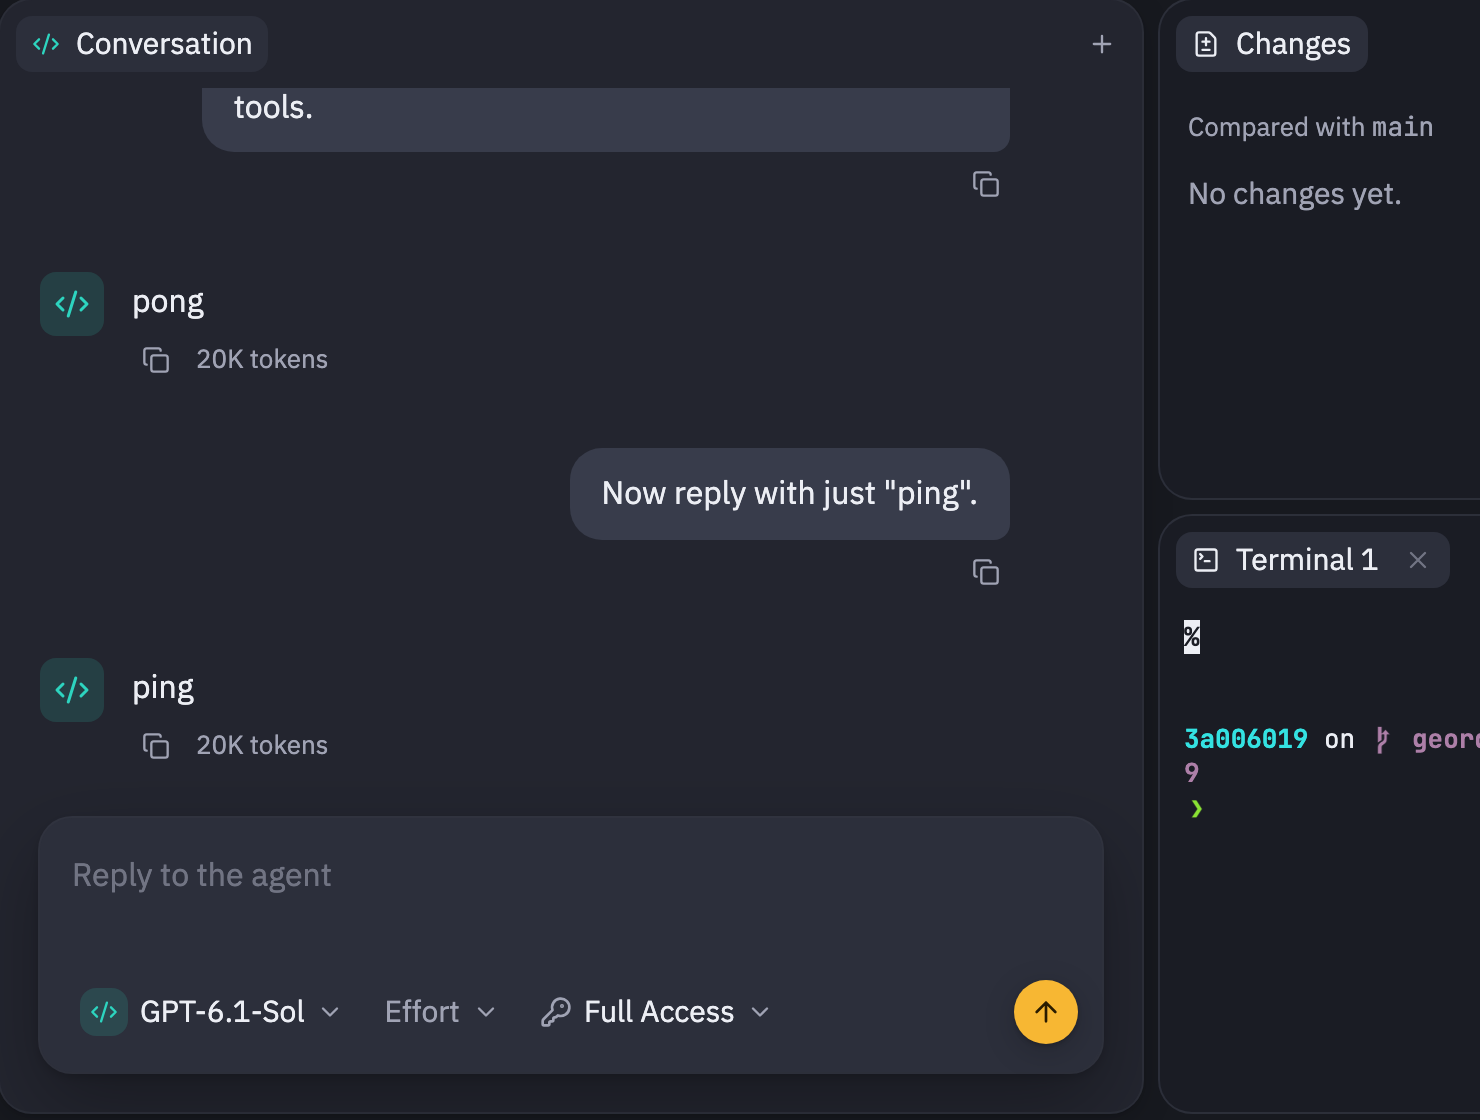 Conversation
tools.
pong
20K tokens
Now reply with just "ping".
ping
20K tokens
Reply to the agent
GPT-6.1-Sol
Effort
Full Access
Changes
Compared with main
No changes yet.
Terminal 1
%
3a006019 on
9
❯